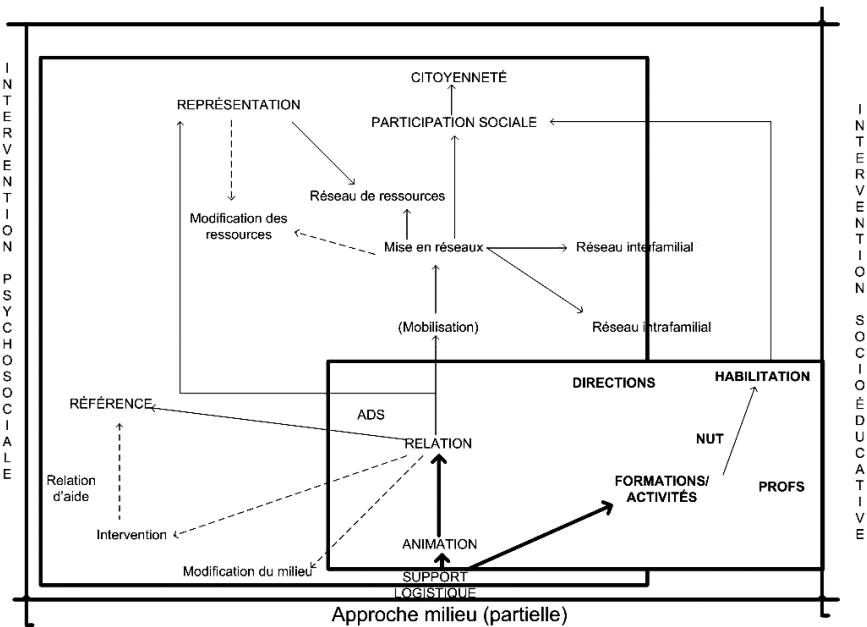 INTERVENTION PSYCHOSOCIALE
CITOYENNETÉ
REPRÉSENTATION
PARTICIPATION SOCIALE
Réseau de ressources
Modification des
ressources
Mise en réseaux
Réseau interfamilial
(Mobilisation)
Réseau intrafamilial
DIRECTIONS
HABILITATION
RÉFÉRENCE
ADS
RELATION
NUT
Relation
d'aide
FORMATIONS/
ACTIVITÉS
PROFS
Intervention
ANIMATION
Modification du milieu
SUPPORT
LOGISTIQUE
Approche milieu (partielle)
INTERVENTION SOCIOÉDUCATIVE